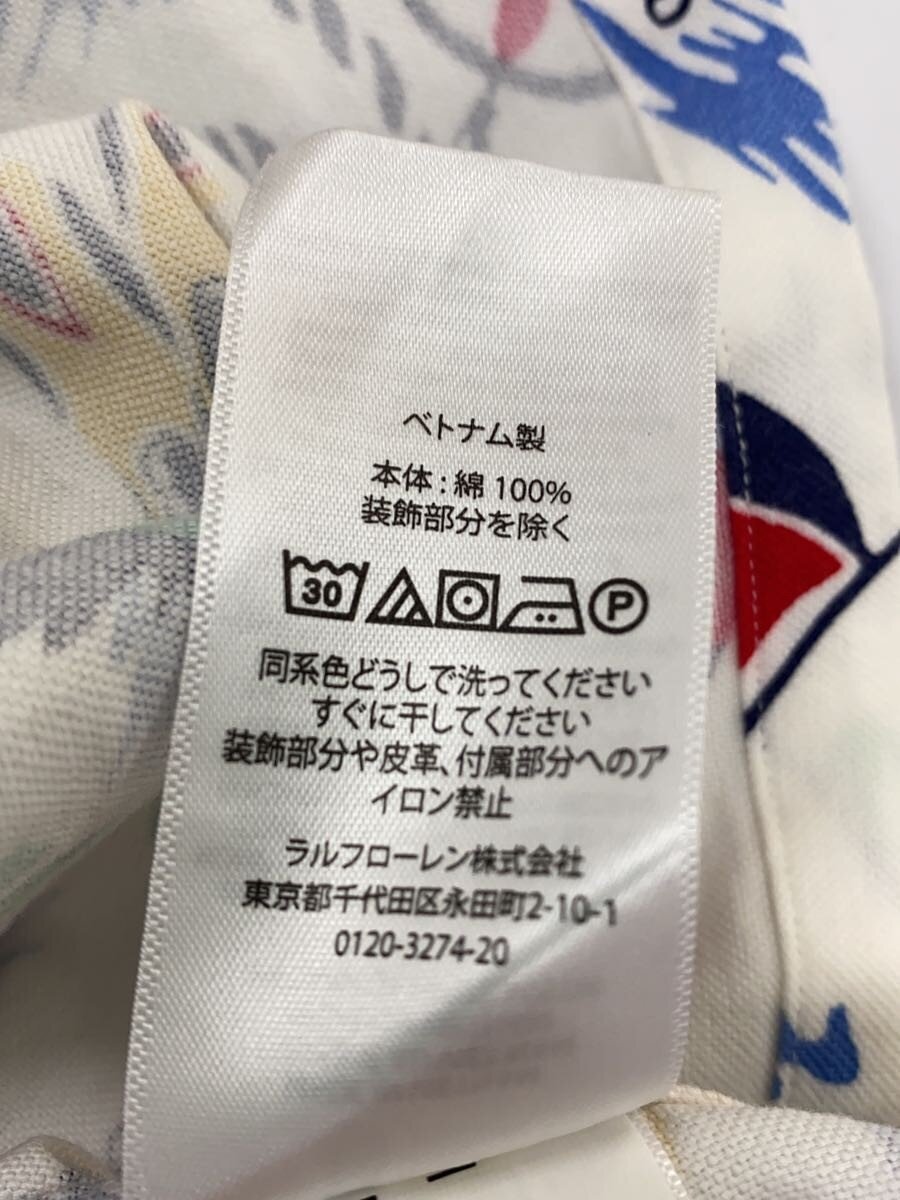 ベトナム製
本体 : 綿 100%
装飾部分を除く
30 P
同系色どうしで洗ってください
すぐに干してください
装飾部分や皮革、付属部分へのア
イロン禁止
ラルフローレン株式会社
東京都千代田区永田町2-10-1
0120-3274-20